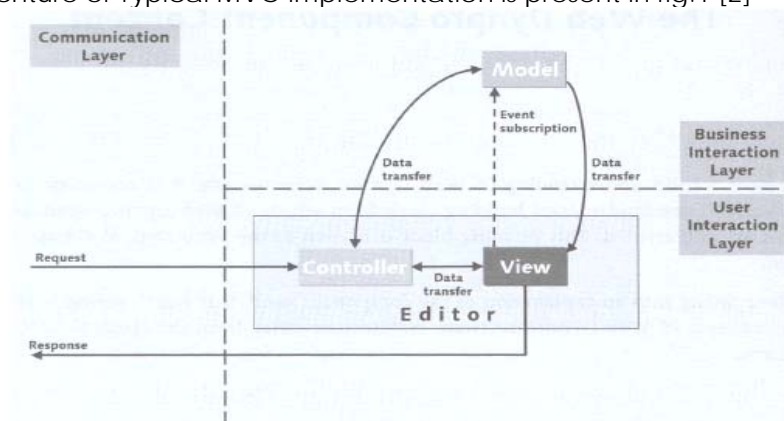 Communication
Layer
Model
Event
subscription
Data
transfer
Data
transfer
Business
Interaction
Layer
User
Interaction
Layer
Request
Controller
Data
transfer
View
Editor
Response